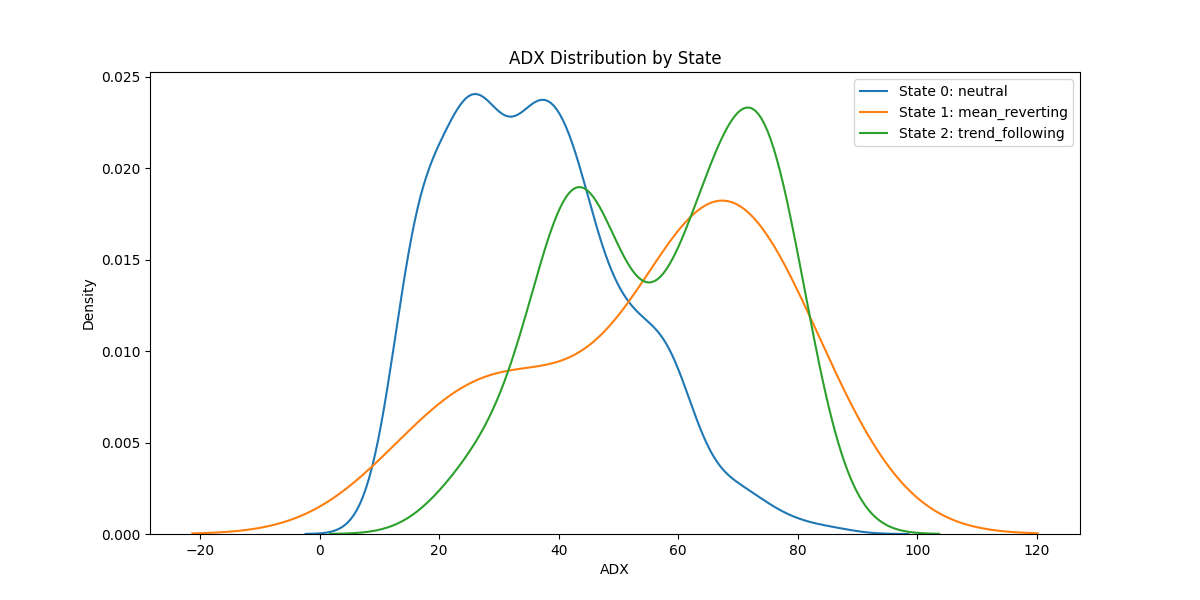 ADX Distribution by State
State 0: neutral
State 1: mean_reverting
State 2: trend_following
Density
0.025
0.020
0.015
0.010
0.005
0.000
−20
0
20
40
60
80
100
120
ADX